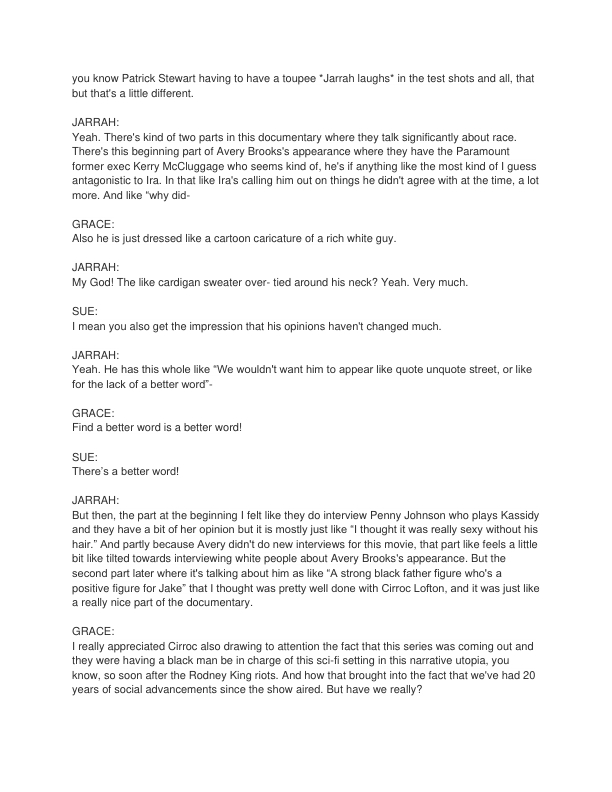 you know Patrick Stewart having to have a toupee *Jarrah laughs* in the test shots and all, that
but that's a little different.
JARRAH:
Yeah. There's kind of two parts in this documentary where they talk significantly about race.
There's this beginning part of Avery Brooks's appearance where they have the Paramount
former exec Kerry McCluggage who seems kind of, he's if anything like the most kind of I guess
antagonistic to Ira. In that like Ira's calling him out on things he didn't agree with at the time, a lot
more. And like “why did-
GRACE:
Also he is just dressed like a cartoon caricature of a rich white guy.
JARRAH:
My God! The like cardigan sweater over- tied around his neck? Yeah. Very much.
SUE:
I mean you also get the impression that his opinions haven't changed much.
JARRAH:
Yeah. He has this whole like “We wouldn't want him to appear like quote unquote street, or like
for the lack of a better word”-
GRACE:
Find a better word is a better word!
SUE:
There’s a better word!
JARRAH:
But then, the part at the beginning I felt like they do interview Penny Johnson who plays Kassidy
and they have a bit of her opinion but it is mostly just like “I thought it was really sexy without his
hair.” And partly because Avery didn't do new interviews for this movie, that part like feels a little
bit like tilted towards interviewing white people about Avery Brooks's appearance. But the
second part later where it's talking about him as like “A strong black father figure who's a
positive figure for Jake” that I thought was pretty well done with Cirroc Lofton, and it was just like
a really nice part of the documentary.
GRACE:
I really appreciated Cirroc also drawing to attention the fact that this series was coming out and
they were having a black man be in charge of this sci-fi setting in this narrative utopia, you
know, so soon after the Rodney King riots. And how that brought into the fact that we've had 20
years of social advancements since the show aired. But have we really?